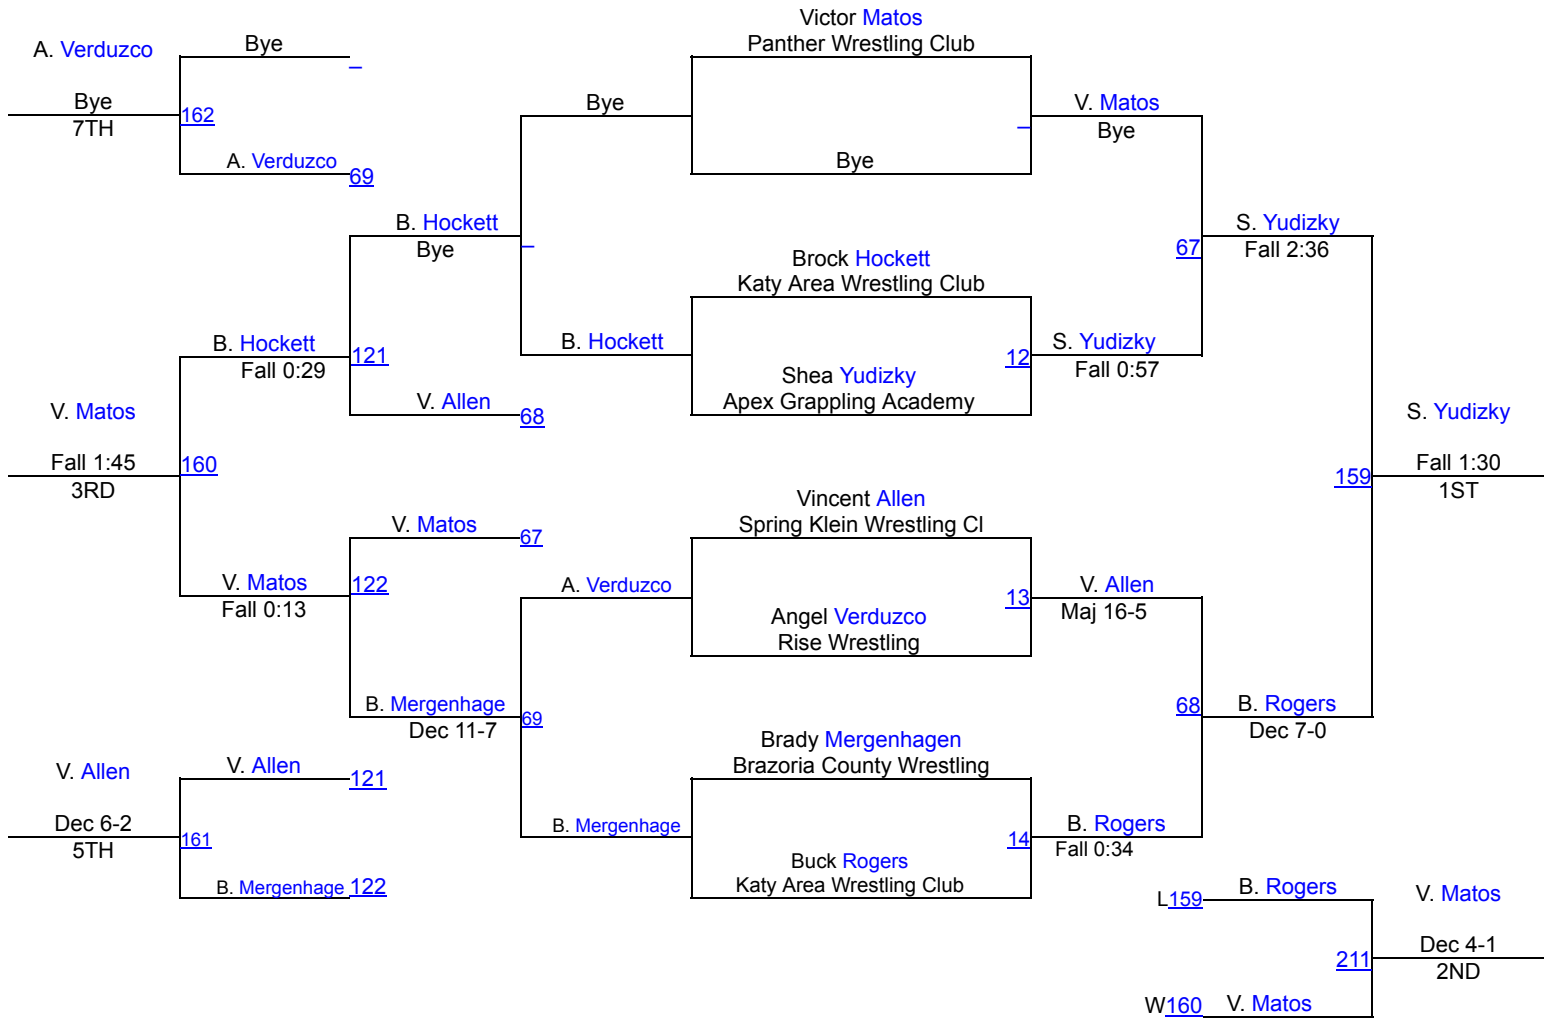 Victor Matos
Panther Wrestling Club
A. Verduzco
Bye
_
Bye
7TH
162
Bye
_
V. Matos
Bye
A. Verduzco
69
Bye
B. Hockett
Bye
_
67
S. Yudizky
Fall 2:36
Brock Hockett
Katy Area Wrestling Club
B. Hockett
Fall 0:29
121
B. Hockett
12
S. Yudizky
Fall 0:57
Shea Yudizky
Apex Grappling Academy
V. Allen
68
V. Matos
Fall 1:45
3RD
160
S. Yudizky
159
Fall 1:30
1ST
Vincent Allen
Spring Klein Wrestling Cl
V. Matos
67
V. Matos
Fall 0:13
122
A. Verduzco
13
V. Allen
Maj 16-5
Angel Verduzco
Rise Wrestling
B. Mergenhage
Dec 11-7
69
68
B. Rogers
Dec 7-0
Brady Mergenhagen
Brazoria County Wrestling
V. Allen
V. Allen
121
Dec 6-2
5TH
161
B. Mergenhage
14
B. Rogers
Fall 0:34
Buck Rogers
Katy Area Wrestling Club
B. Mergenhage
122
L159
B. Rogers
V. Matos
211
Dec 4-1
2ND
W160
V. Matos